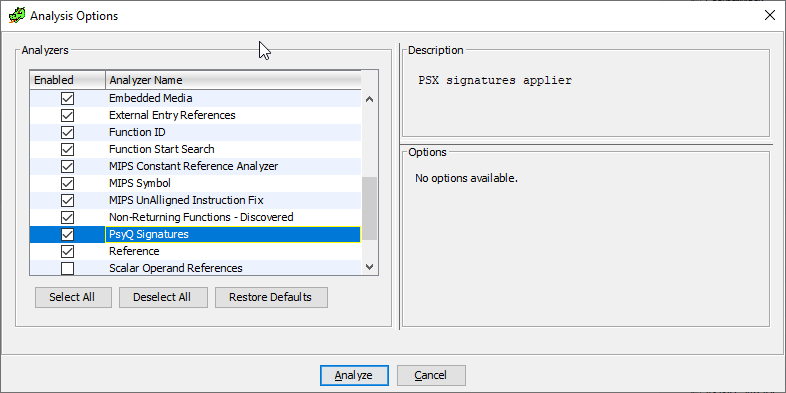 Analysis Options
Analyzers
Enabled Analyzer Name
Embedded Media
External Entry References
Function ID
Function Start Search
MIPS Constant Reference Analyzer
MIPS Symbol
MIPS UnAlligned Instruction Fix
Non-Returning Functions - Discovered
PsyQ Signatures
Reference
Scalar Operand References
Select All Deselect All Restore Defaults
Description
PSX signatures applier
Options
No options available.
Analyze Cancel